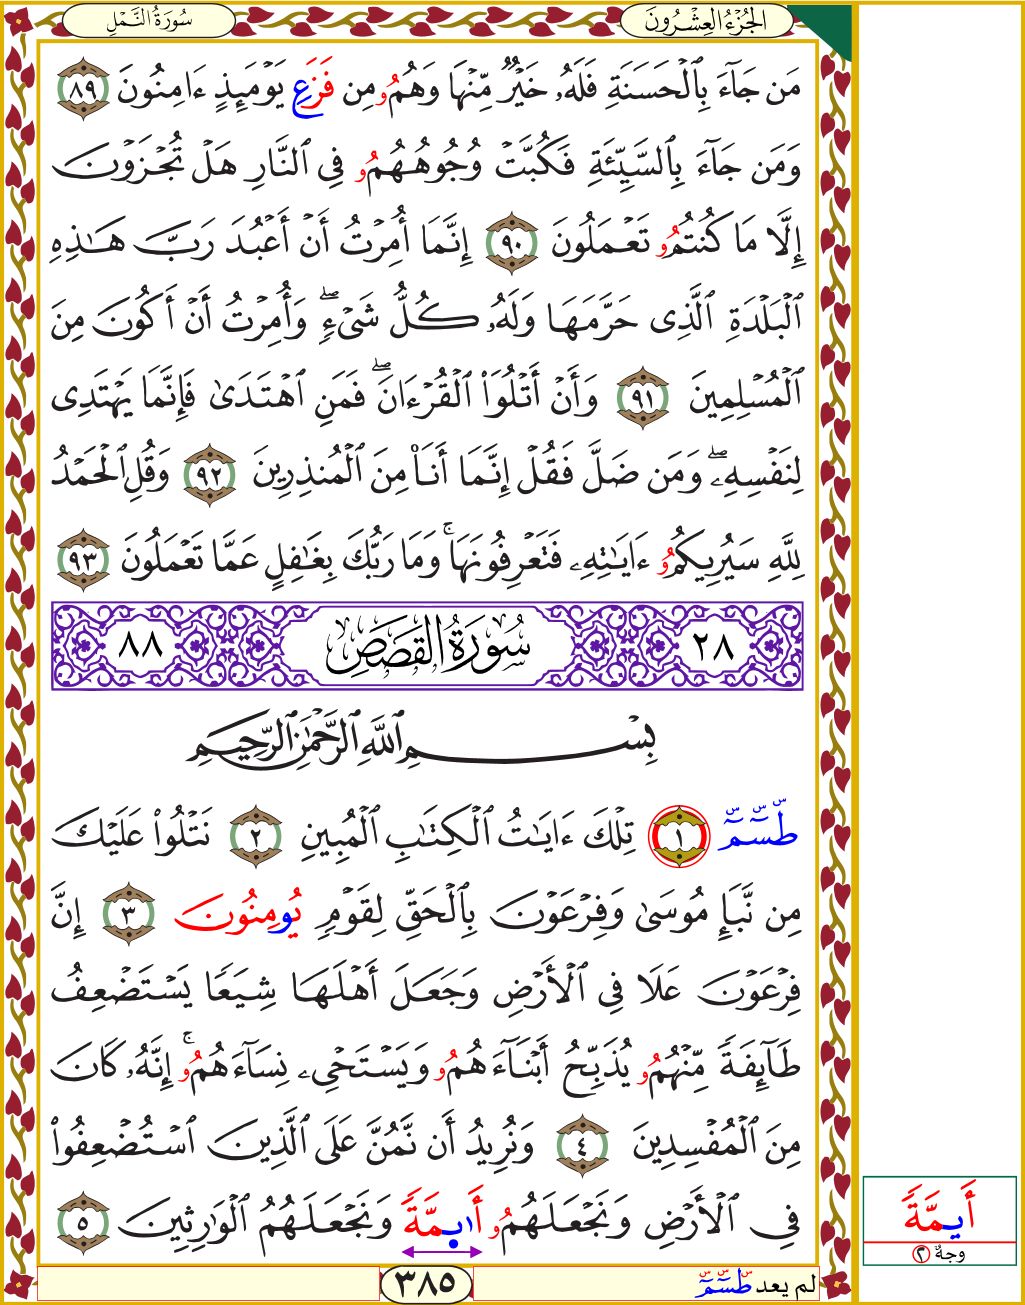 الجُزْءُ العِشْرُونَ
سُورَةُ النَّمْلِ
مَن جَآءَ بِٱلْحَسَنَةِ فَلَهُۥ خَيْرٌ مِّنْهَا وَهُمُۥ مِن فَزَعِ يَوْمَئِذٍ ءَامِنُونَ ٨٩
وَمَن جَآءَ بِٱلسَّيِّئَةِ فَكُبَّتْ وُجُوهُهُمُۥ فِى ٱلنَّارِ هَلْ تُجْزَوْنَ
إِلَّا مَا كُنتُمُۥ تَعْمَلُونَ ٩٠ إِنَّمَا أُمِرْتُ أَنْ أَعْبُدَ رَبَّ هَـٰذِهِ
ٱلْبَلْدَةِ ٱلَّذِى حَرَّمَهَا وَلَهُۥ كُلُّ شَىْءٍۖ وَأُمِرْتُ أَنْ أَكُونَ مِنَ
ٱلْمُسْلِمِينَ ٩١ وَأَنْ أَتْلُوَا۟ ٱلْقُرْءَانَۖ فَمَنِ ٱهْتَدَىٰ فَإِنَّمَا يَهْتَدِى
لِنَفْسِهِۦۖ وَمَن ضَلَّ فَقُلْ إِنَّمَا أَنَا۠ مِنَ ٱلْمُنذِرِينَ ٩٢ وَقُلِ ٱلْحَمْدُ
لِلَّهِ سَيُرِيكُمُۥ ءَايَـٰتِهِۦ فَتَعْرِفُونَهَاۚ وَمَا رَبُّكَ بِغَـٰفِلٍ عَمَّا تَعْمَلُونَ ٩٣
٢٨ سُورَةُ القَصَصِ ٨٨
بِسْمِ ٱللَّهِ ٱلرَّحْمَـٰنِ ٱلرَّحِيمِ
طٓسٓمٓ ١ تِلْكَ ءَايَـٰتُ ٱلْكِتَـٰبِ ٱلْمُبِينِ ٢ نَتْلُوا۟ عَلَيْكَ
مِن نَّبَإِ مُوسَىٰ وَفِرْعَوْنَ بِٱلْحَقِّ لِقَوْمٍ يُومِنُونَ ٣ إِنَّ
فِرْعَوْنَ عَلَا فِى ٱلْأَرْضِ وَجَعَلَ أَهْلَهَا شِيَعًا يَسْتَضْعِفُ
طَآئِفَةً مِّنْهُمُۥ يُذَبِّحُ أَبْنَآءَهُمُۥ وَيَسْتَحْىِۦ نِسَآءَهُمُۥۚ إِنَّهُۥ كَانَ
مِنَ ٱلْمُفْسِدِينَ ٤ وَنُرِيدُ أَن نَّمُنَّ عَلَى ٱلَّذِينَ ٱسْتُضْعِفُوا۟
فِى ٱلْأَرْضِ وَنَجْعَلَهُمُۥ أَىِٕمَّةً وَنَجْعَلَهُمُ ٱلْوَٰرِثِينَ ٥
أَيِمَّةً
وجهٌ ٢
لم يعد طٓسٓمٓ
٣٨٥